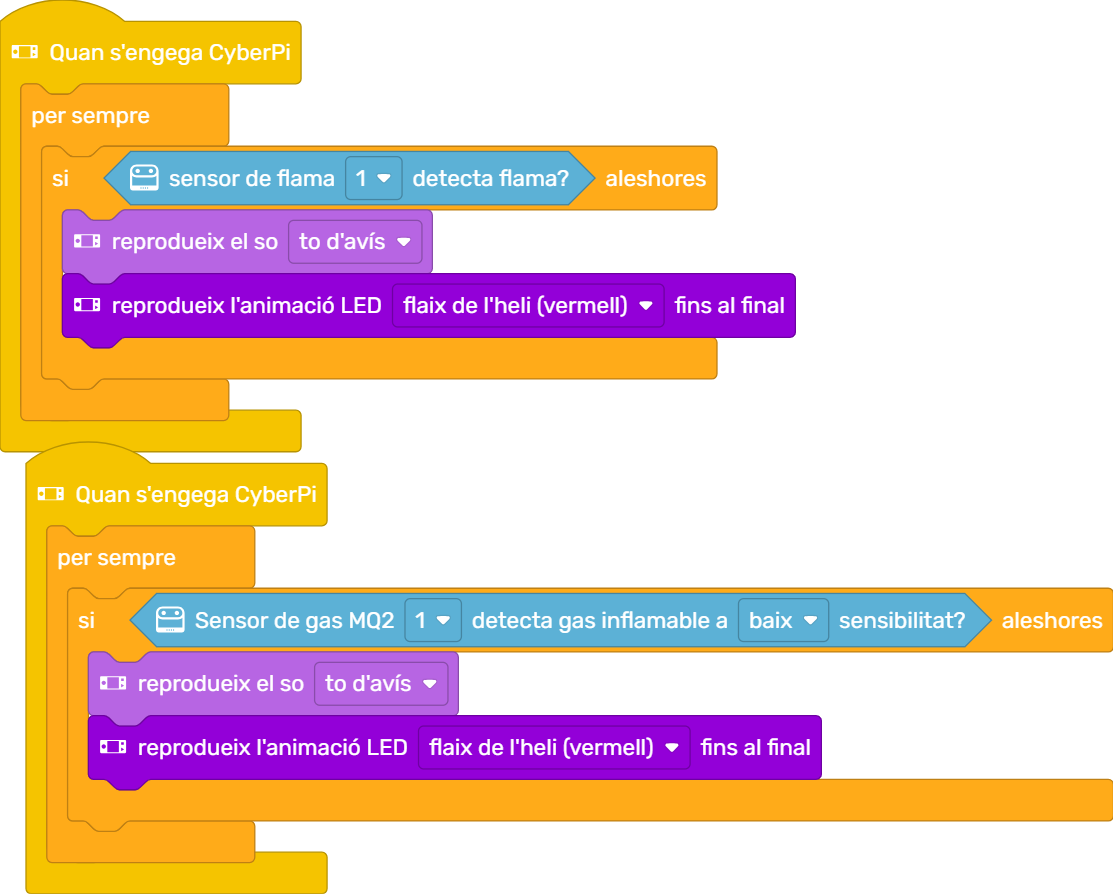 Quan s'engega CyberPi
per sempre
si sensor de flama 1 detecta flama? aleshores
reprodueix el so to d'avís
reprodueix l'animació LED flaix de l'heli (vermell) fins al final
Quan s'engega CyberPi
per sempre
si Sensor de gas MQ2 1 detecta gas inflamable a baix sensibilitat? aleshores
reprodueix el so to d'avís
reprodueix l'animació LED flaix de l'heli (vermell) fins al final